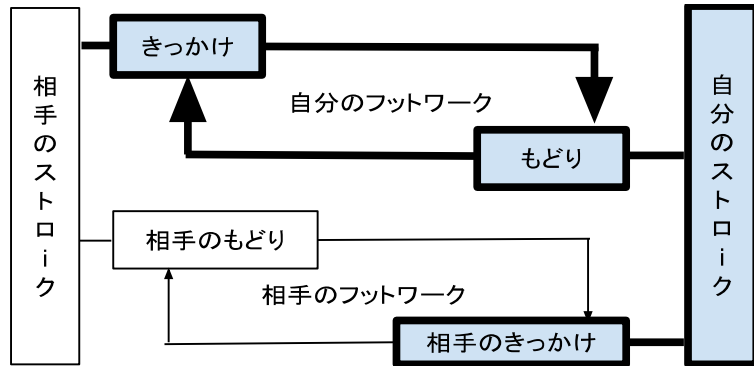 相手のストローク
きっかけ
自分のフットワーク
もどり
自分のストローク
相手のもどり
相手のフットワーク
相手のきっかけ